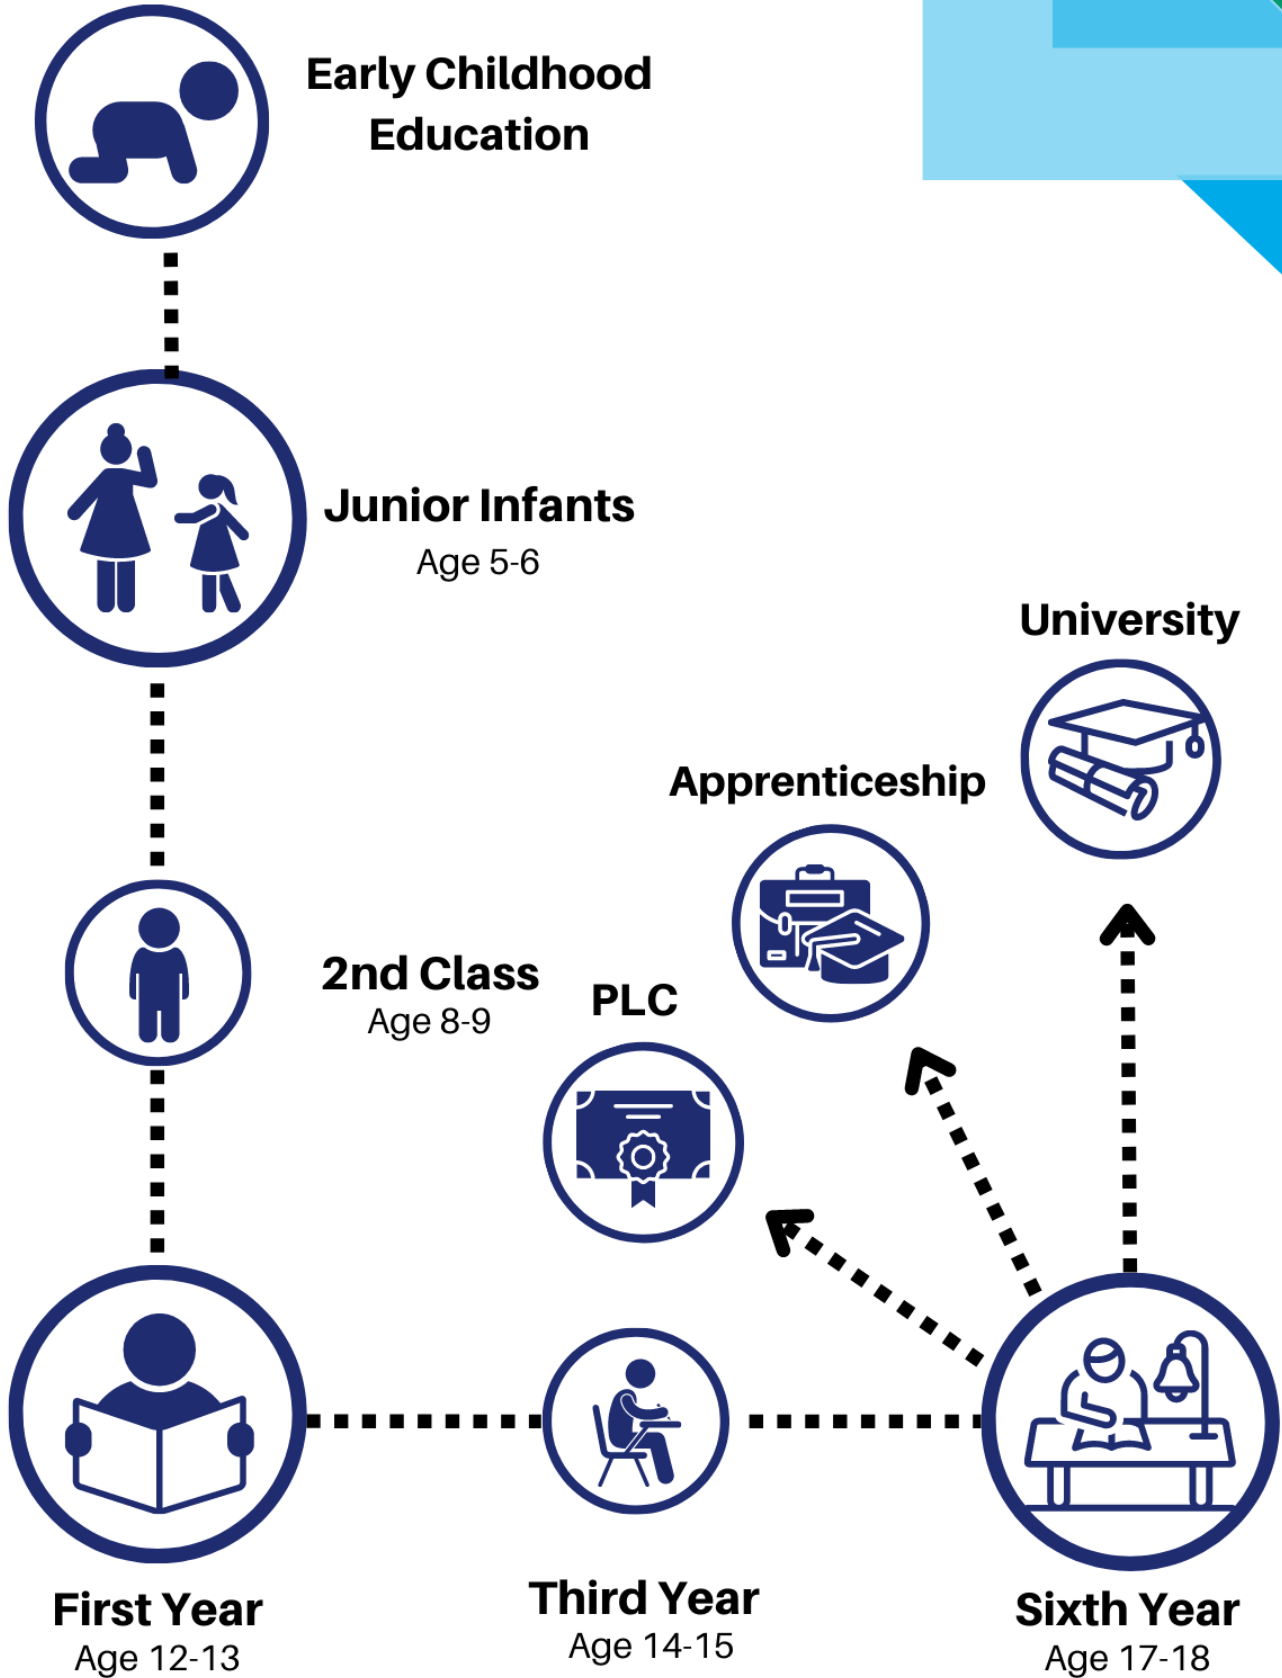 Early Childhood
Education
Junior Infants
Age 5-6
University
Apprenticeship
2nd Class
Age 8-9
PLC
First Year
Age 12-13
Third Year
Age 14-15
Sixth Year
Age 17-18